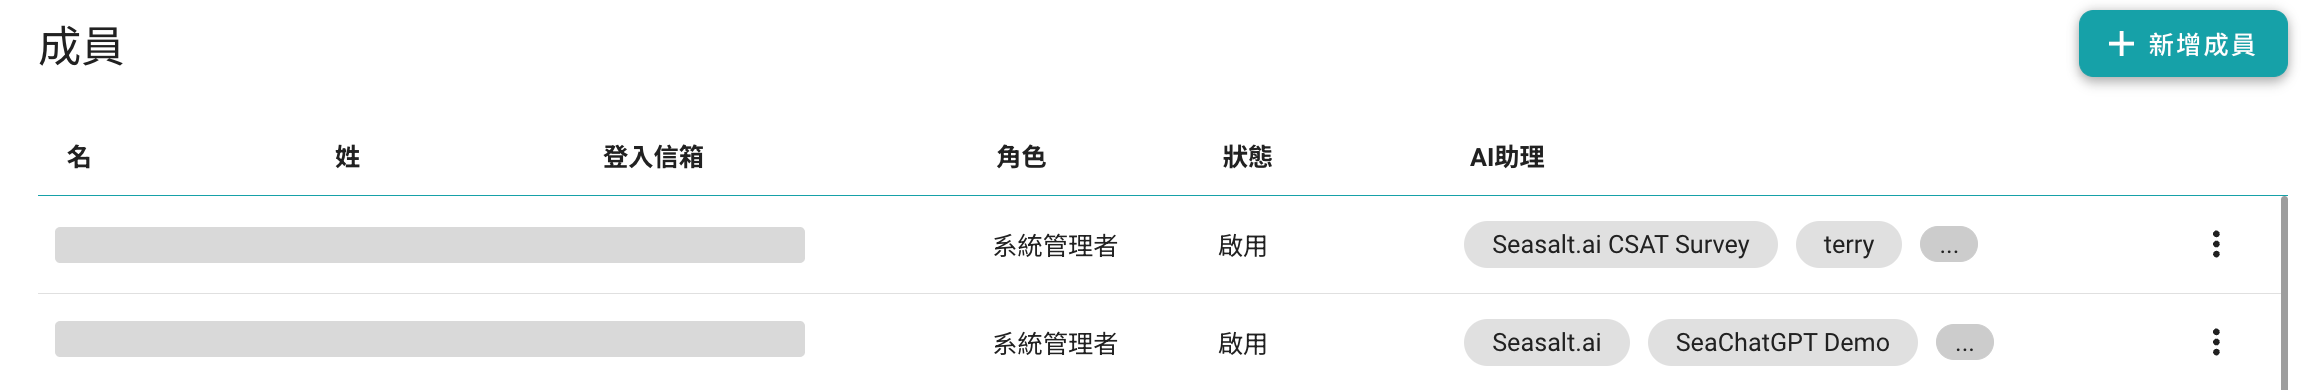 成員
+ 新增成員
名 姓 登入信箱 角色 狀態 AI助理
系統管理者 啟用 Seasalt.ai CSAT Survey terry ...
系統管理者 啟用 Seasalt.ai SeaChatGPT Demo ...